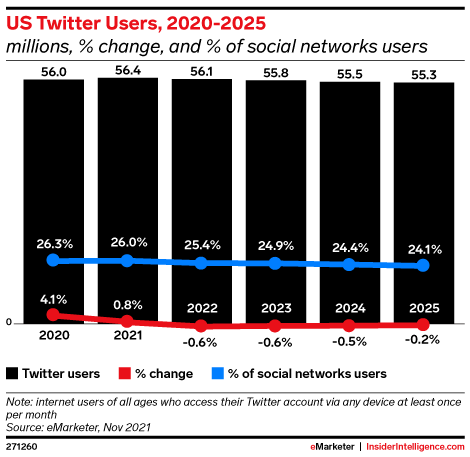 US Twitter Users, 2020-2025
millions, % change, and % of social networks users
56.0 56.4 56.1 55.8 55.5 55.3
26.3% 26.0% 25.4% 24.9% 24.4% 24.1%
4.1% 0.8% 2022 2023 2024 2025
0
2020 2021 -0.6% -0.6% -0.5% -0.2%
Twitter users % change % of social networks users
Note: internet users of all ages who access their Twitter account via any device at least once
per month
Source: eMarketer, Nov 2021
271260 eMarketer | InsiderIntelligence.com